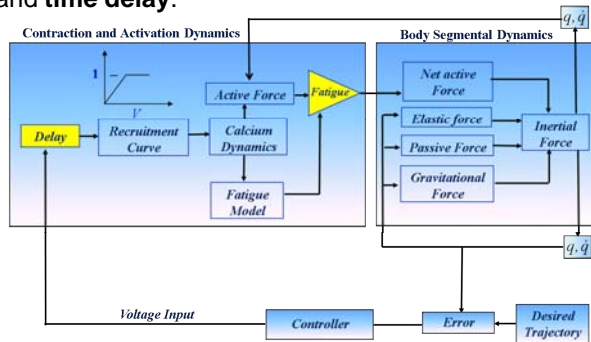 and time delay.
Contraction and Activation Dynamics
Body Segmental Dynamics
q, q̇
1
V
Delay
Recruitment
Curve
Active Force
Calcium
Dynamics
Fatigue
Model
Fatigue
Net active
Force
Elastic force
Passive Force
Gravitational
Force
Inertial
Force
q, q̇
Voltage Input
Controller
Error
Desired
Trajectory